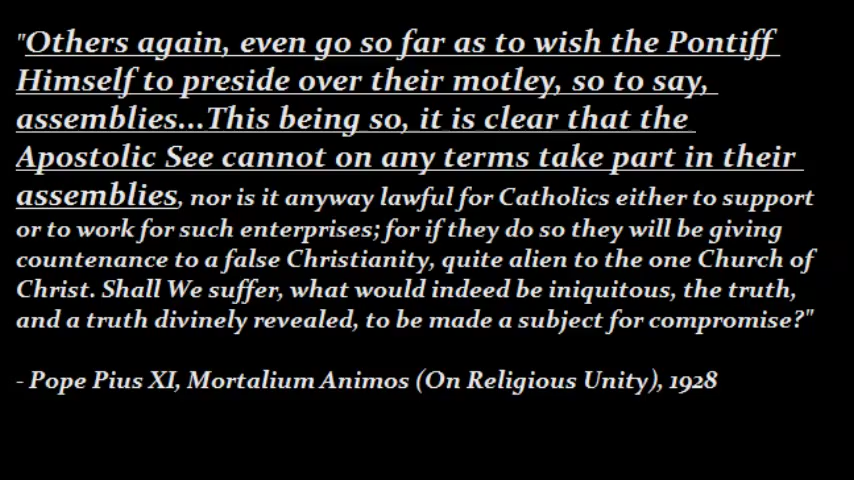 "Others again, even go so far as to wish the Pontiff
Himself to preside over their motley, so to say,
assemblies...This being so, it is clear that the
Apostolic See cannot on any terms take part in their
assemblies, nor is it anyway lawful for Catholics either to support
or to work for such enterprises; for if they do so they will be giving
countenance to a false Christianity, quite alien to the one Church of
Christ. Shall We suffer, what would indeed be iniquitous, the truth,
and a truth divinely revealed, to be made a subject for compromise?"
- Pope Pius XI, Mortalium Animos (On Religious Unity), 1928